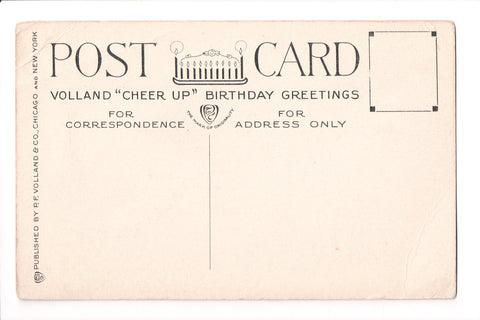 POST CARD
VOLLAND "CHEER UP" BIRTHDAY GREETINGS
FOR CORRESPONDENCE
THE MARK OF ORIGINALITY
FOR ADDRESS ONLY
PUBLISHED BY P.F. VOLLAND & CO., CHICAGO AND NEW YORK